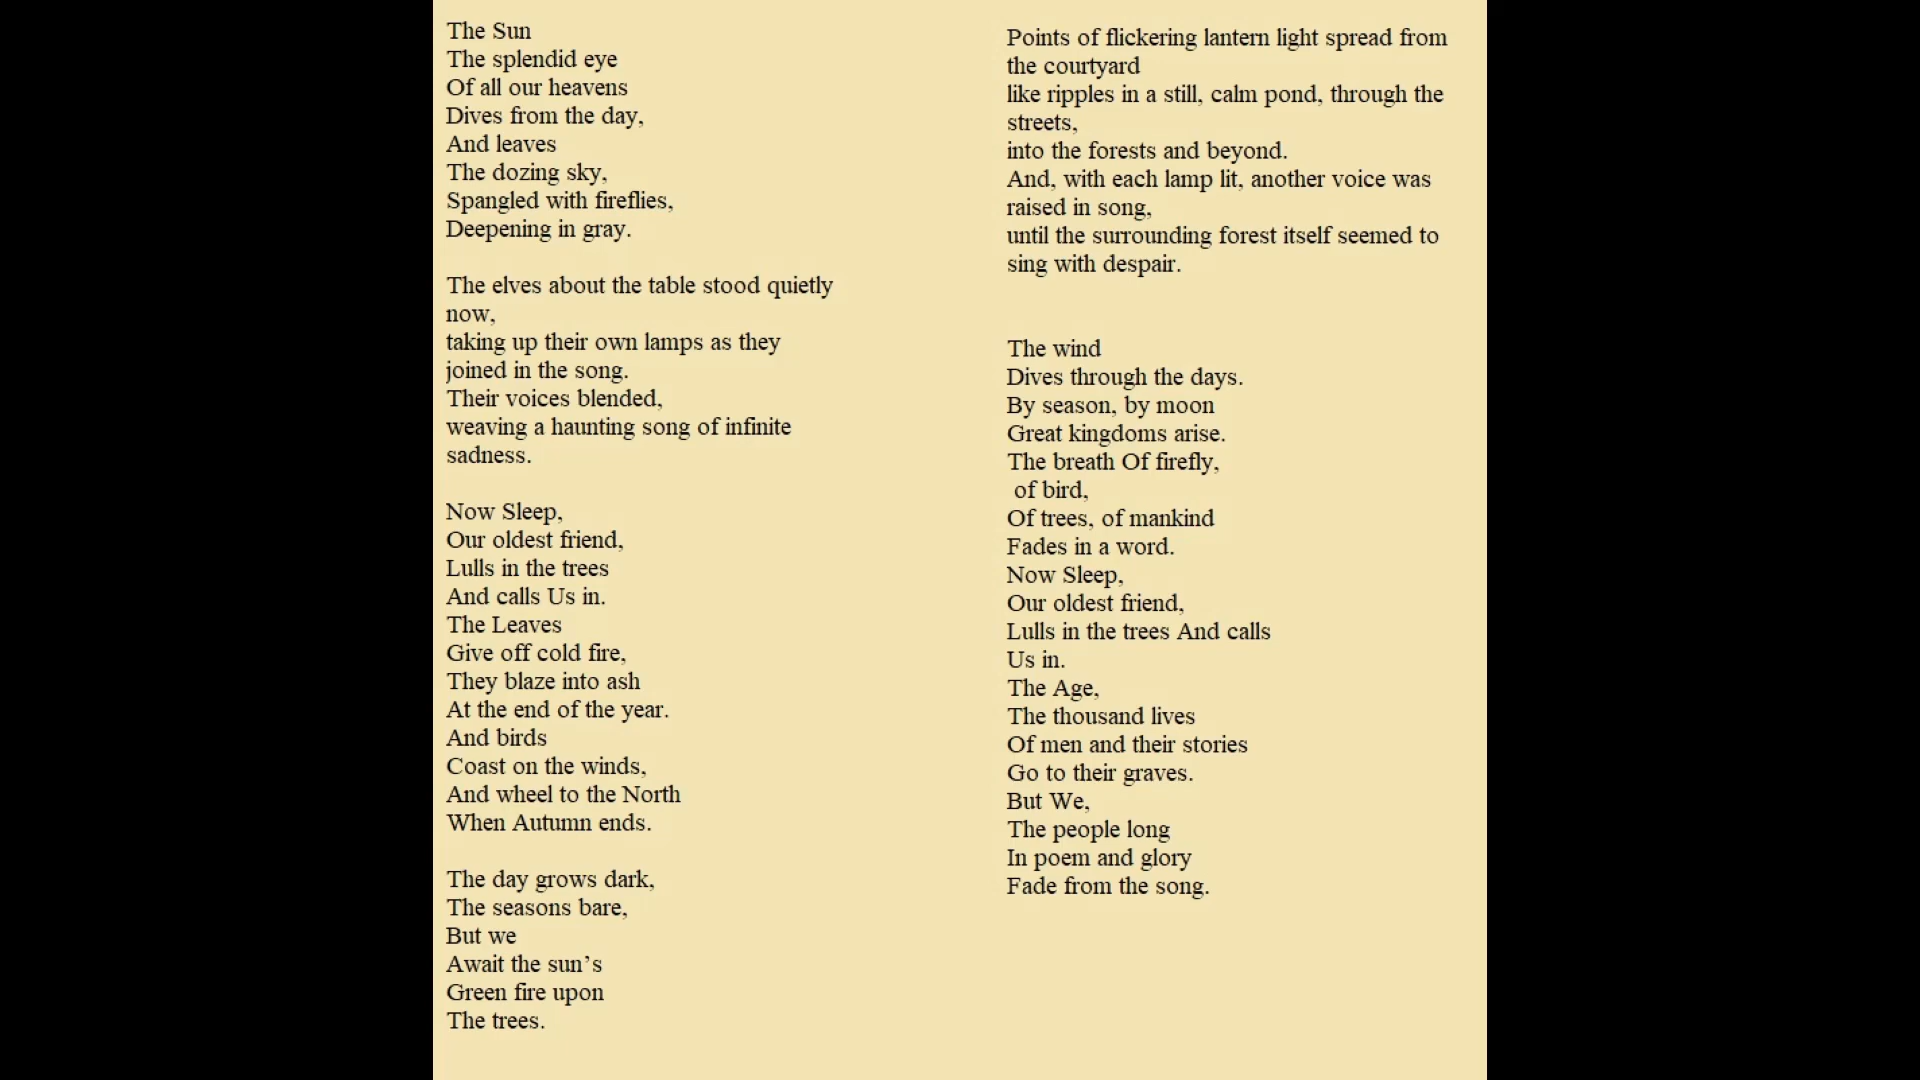 The Sun
The splendid eye
Of all our heavens
Dives from the day,
And leaves
The dozing sky,
Spangled with fireflies,
Deepening in gray.
The elves about the table stood quietly
now,
taking up their own lamps as they
joined in the song.
Their voices blended,
weaving a haunting song of infinite
sadness.
Now Sleep,
Our oldest friend,
Lulls in the trees
And calls Us in.
The Leaves
Give off cold fire,
They blaze into ash
At the end of the year.
And birds
Coast on the winds,
And wheel to the North
When Autumn ends.
The day grows dark,
The seasons bare,
But we
Await the sun’s
Green fire upon
The trees.
Points of flickering lantern light spread from
the courtyard
like ripples in a still, calm pond, through the
streets,
into the forests and beyond.
And, with each lamp lit, another voice was
raised in song,
until the surrounding forest itself seemed to
sing with despair.
The wind
Dives through the days.
By season, by moon
Great kingdoms arise.
The breath Of firefly,
of bird,
Of trees, of mankind
Fades in a word.
Now Sleep,
Our oldest friend,
Lulls in the trees And calls
Us in.
The Age,
The thousand lives
Of men and their stories
Go to their graves.
But We,
The people long
In poem and glory
Fade from the song.